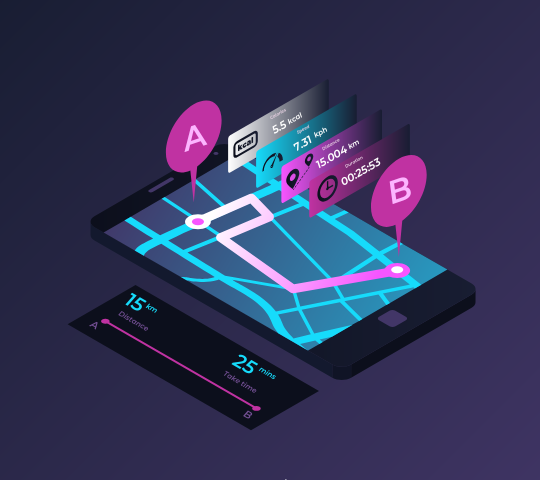 A
kcal
Calories
5.5 kcal
Speed
7.31 kph
Distance
15.004 km
Duration
00:25:53
B
15 km
Distance
A
25 mins
Take time
B